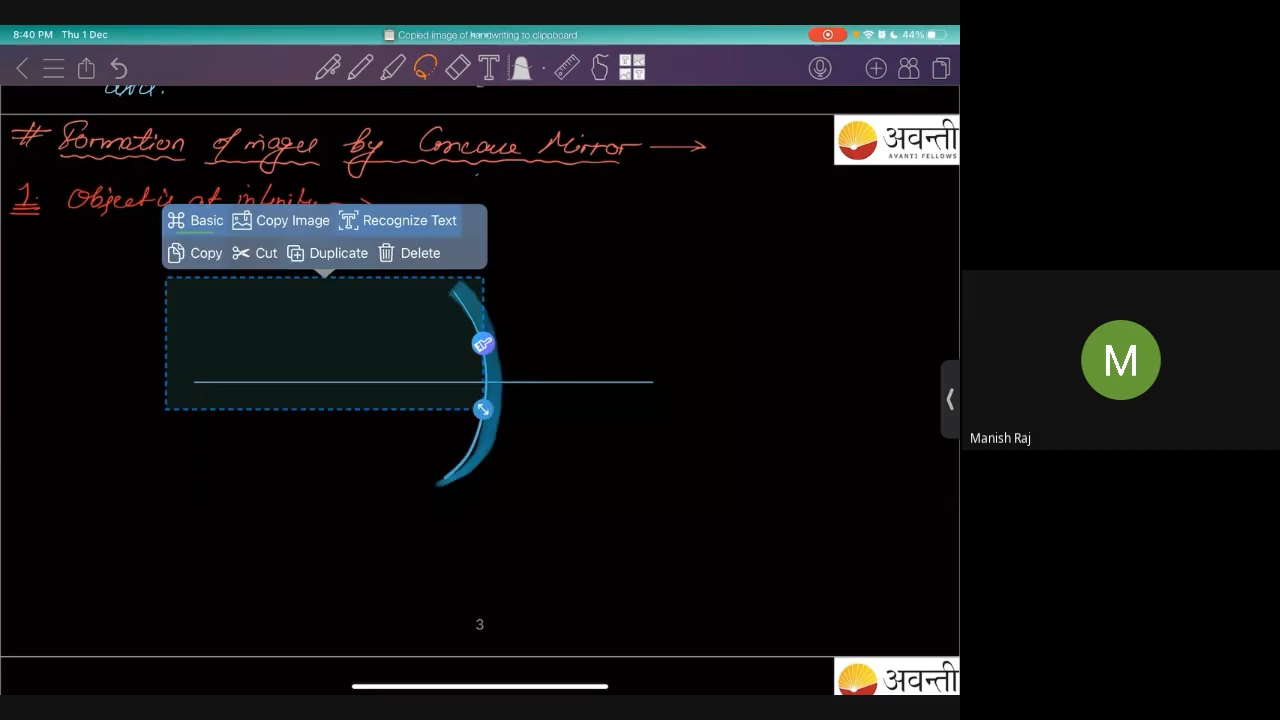 8:40 PM Thu 1 Dec
Copied image of handwriting to clippboard
44%
# Formation of images by Concave Mirror →
अवन्ती
AVANTI FELLOWS
1. Object is at infinity →
Basic Copy Image Recognize Text
Copy Cut Duplicate Delete
M
Manish Raj
3
अवन्ती